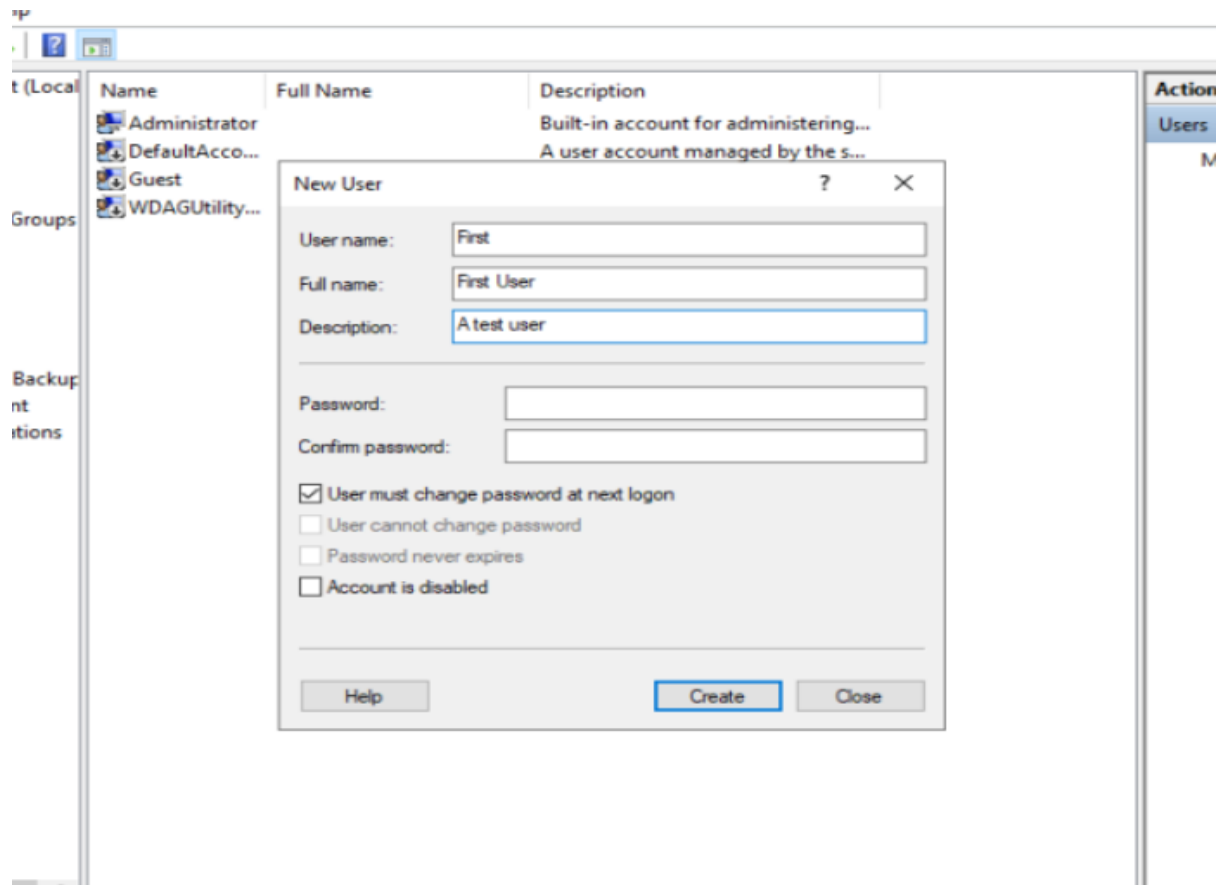 t (Local
Groups
Backup
nt
ations
Name Full Name Description
Administrator Built-in account for administering...
DefaultAcco... A user account managed by the s...
Guest
WDAGUtility...
New User ?
User name: First
Full name: First User
Description: A test user
Password:
Confirm password:
User must change password at next logon
User cannot change password
Password never expires
Account is disabled
Help Create Close
Action
Users
M